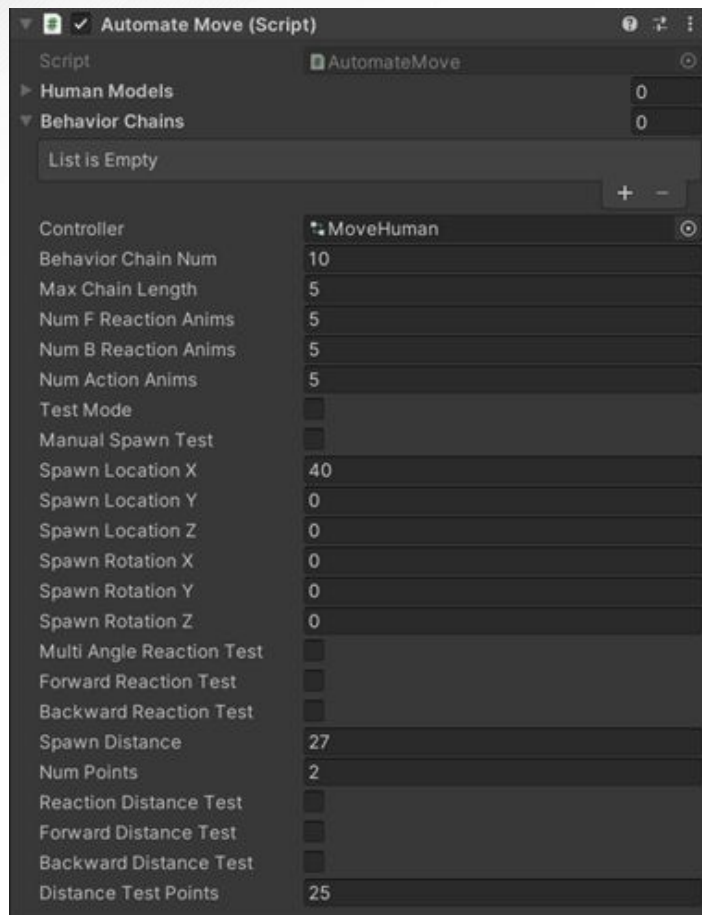 Automate Move (Script)
Script AutomateMove
Human Models 0
Behavior Chains 0
List is Empty
+ −
Controller MoveHuman
Behavior Chain Num 10
Max Chain Length 5
Num F Reaction Anims 5
Num B Reaction Anims 5
Num Action Anims 5
Test Mode
Manual Spawn Test
Spawn Location X 40
Spawn Location Y 0
Spawn Location Z 0
Spawn Rotation X 0
Spawn Rotation Y 0
Spawn Rotation Z 0
Multi Angle Reaction Test
Forward Reaction Test
Backward Reaction Test
Spawn Distance 27
Num Points 2
Reaction Distance Test
Forward Distance Test
Backward Distance Test
Distance Test Points 25